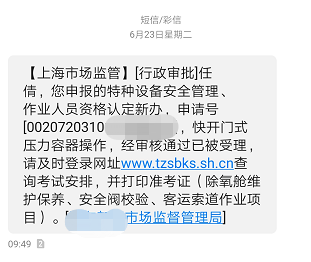 短信/彩信
6月23日星期二
【上海市场监管】[行政审批]任
倩，您申报的特种设备安全管理、
作业人员资格认定新办，申请号
[0020720310 ，快开门式
压力容器操作，经审核通过已被受理，
请及时登录网址www.tzsbks.sh.cn查
询考试安排，并打印准考证（除氧舱维
护保养、安全阀校验、客运索道作业项
目）。[ 市场监督管理局]
09:49 2